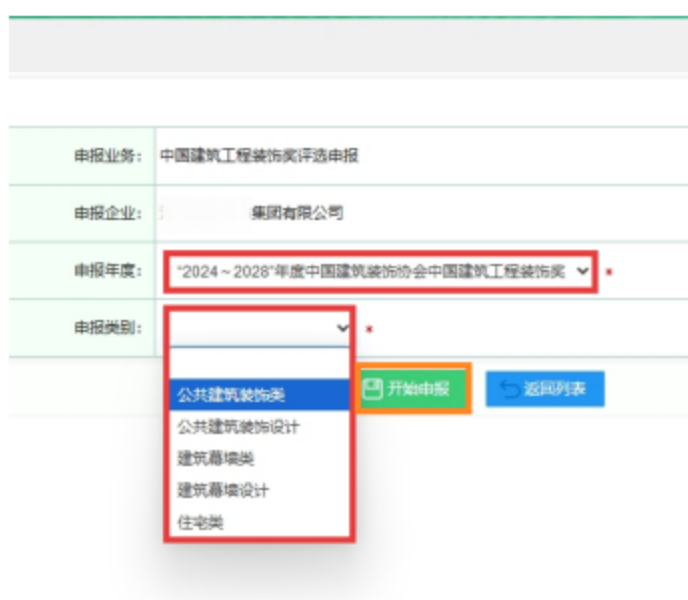 申报业务： 中国建筑工程装饰奖评选申报
申报企业： 集团有限公司
申报年度： “2024～2028”年度中国建筑装饰协会中国建筑工程装饰奖 *
申报类别： *
公共建筑装饰类 开始申报 返回列表
公共建筑装饰设计
建筑幕墙类
建筑幕墙设计
住宅类